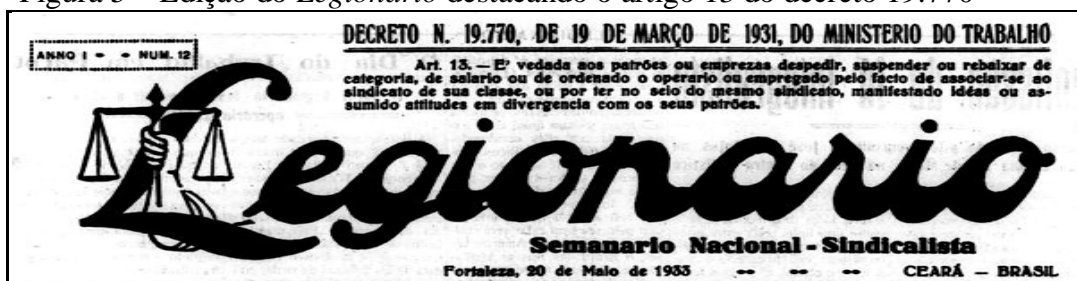 Figura 3 – Edição do Legionário destacando o artigo 13 do decreto 19.770
DECRETO N. 19.770, DE 19 DE MARÇO DE 1931, DO MINISTERIO DO TRABALHO
ANNO I - - NUM. 12
Art. 13. — E' vedada aos patrões ou emprezas despedir, suspender ou rebaixar de
categoria, de salario ou de ordenado o operario ou empregado pelo facto de associar-se ao
sindicato de sua classe, ou por ter no seio do mesmo sindicato, manifestado idéas ou as-
sumido attitudes em divergencia com os seus patrões.
Legionario
Semanario Nacional - Sindicalista
Fortaleza, 20 de Maio de 1933 -- -- -- CEARÁ — BRASIL